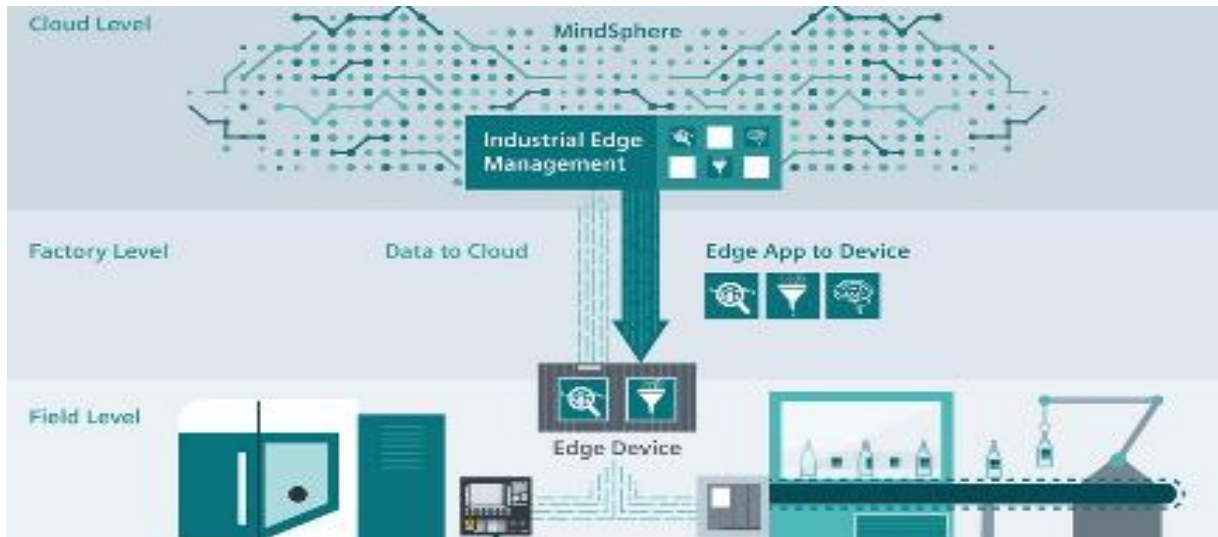 Cloud Level
MindSphere
Industrial Edge
Management
Factory Level
Data to Cloud
Edge App to Device
Field Level
Edge Device